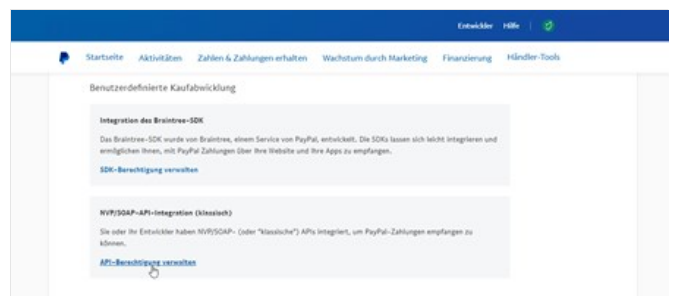 Entwickler Hilfe
Startseite Aktivitäten Zahlen & Zahlungen erhalten Wachstum durch Marketing Finanzierung Händler-Tools
Benutzerdefinierte Kaufabwicklung
Integration des Braintree-SDK
Das Braintree-SDK wurde von Braintree, einem Service von PayPal, entwickelt. Die SDKs lassen sich leicht integrieren und
ermöglichen Ihnen, mit PayPal Zahlungen über Ihre Website und Ihre Apps zu empfangen.
SDK-Berechtigung verwalten
NVP/SOAP-API-Integration (klassisch)
Sie oder Ihr Entwickler haben NVP/SOAP- (oder "klassische") APIs integriert, um PayPal-Zahlungen empfangen zu
können.
API-Berechtigung verwalten